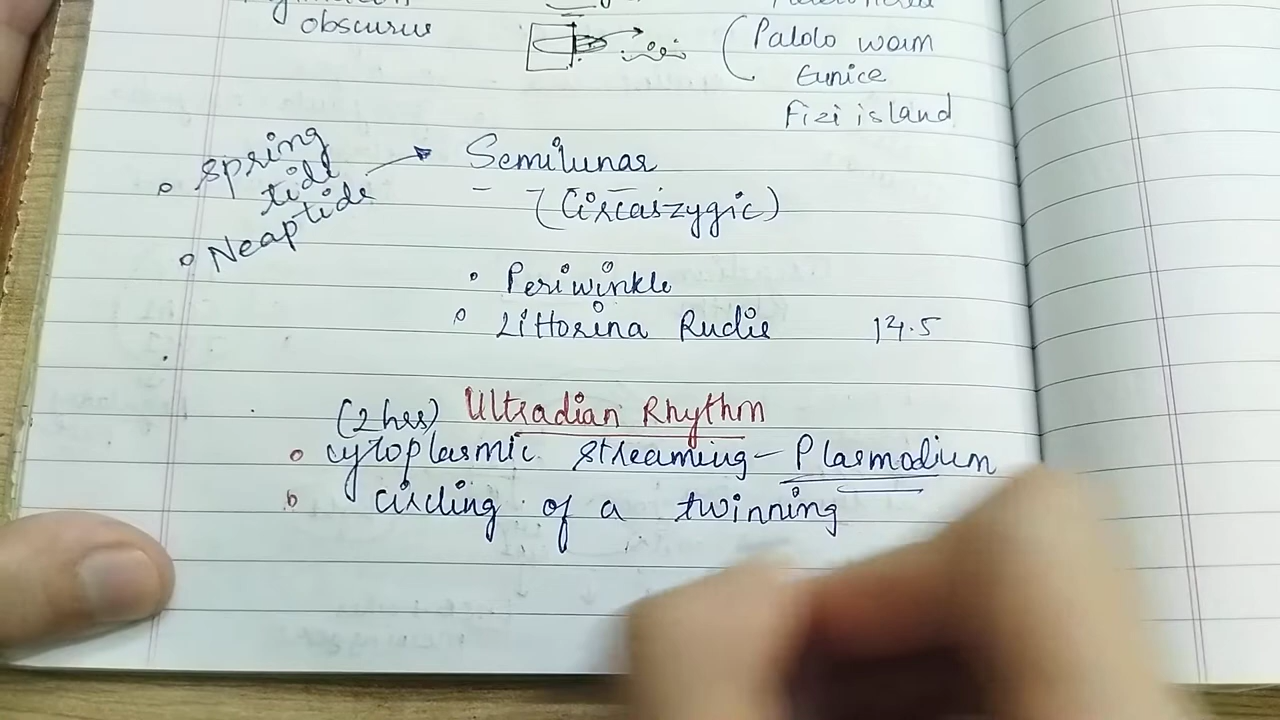 obscurus
(Palolo worm
Eunice
Fizi island
• spring
tide
• Neaptide
Semilunar
(Circaszygic)
• Periwinkle
• Littorina Rudis 14.5
(2 hrs) Ultradian Rhythm
• cytoplasmic streaming - Plasmodium
• circling of a twinning